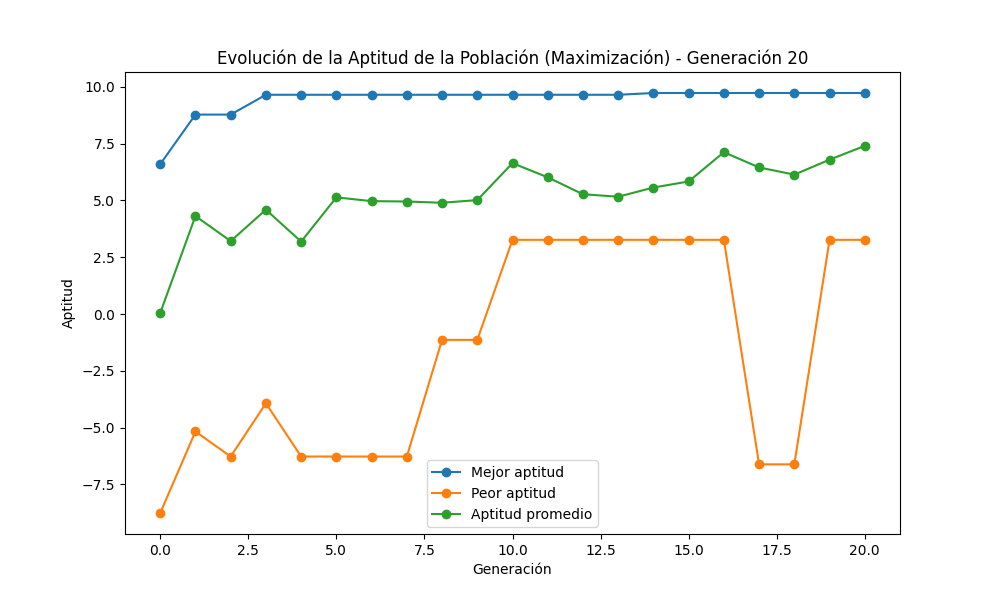 Evolución de la Aptitud de la Población (Maximización) - Generación 20
Aptitud
10.0
7.5
5.0
2.5
0.0
−2.5
−5.0
−7.5
Mejor aptitud
Peor aptitud
Aptitud promedio
0.0 2.5 5.0 7.5 10.0 12.5 15.0 17.5 20.0
Generación